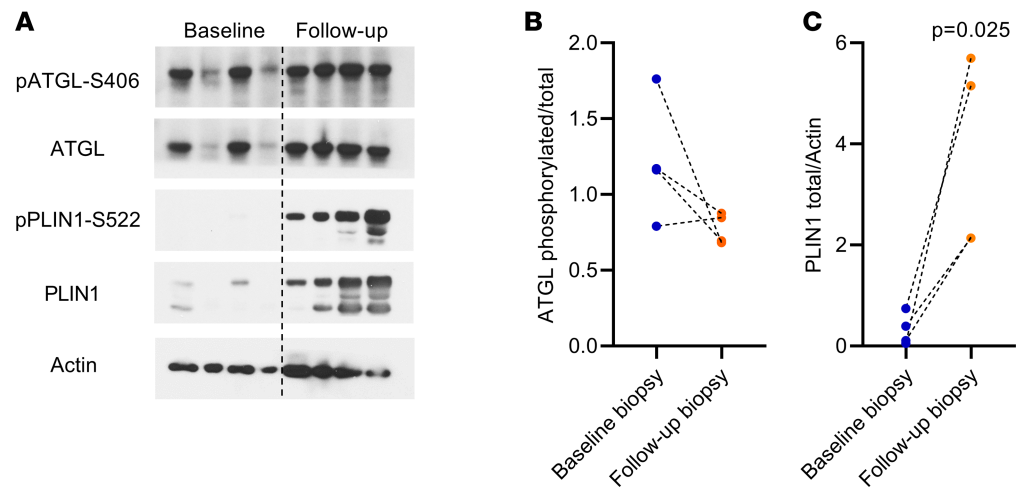 A
Baseline
Follow-up
pATGL-S406
ATGL
pPLIN1-S522
PLIN1
Actin
B
ATGL phosphorylated/total
2.0
1.5
1.0
0.5
0.0
Baseline biopsy
Follow-up biopsy
C
p=0.025
PLIN1 total/Actin
6
4
2
0
Baseline biopsy
Follow-up biopsy